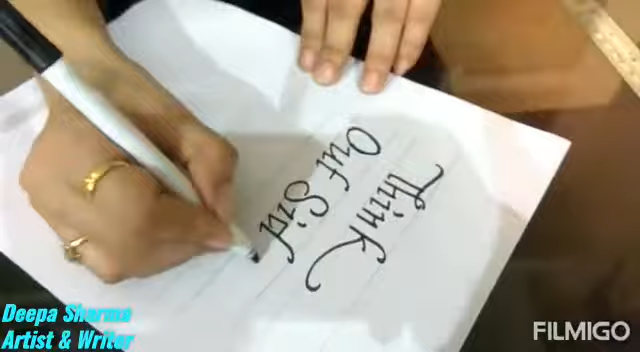 Think
Out Sid
Deepa Sharma
Artist & Writer
FILMIGO